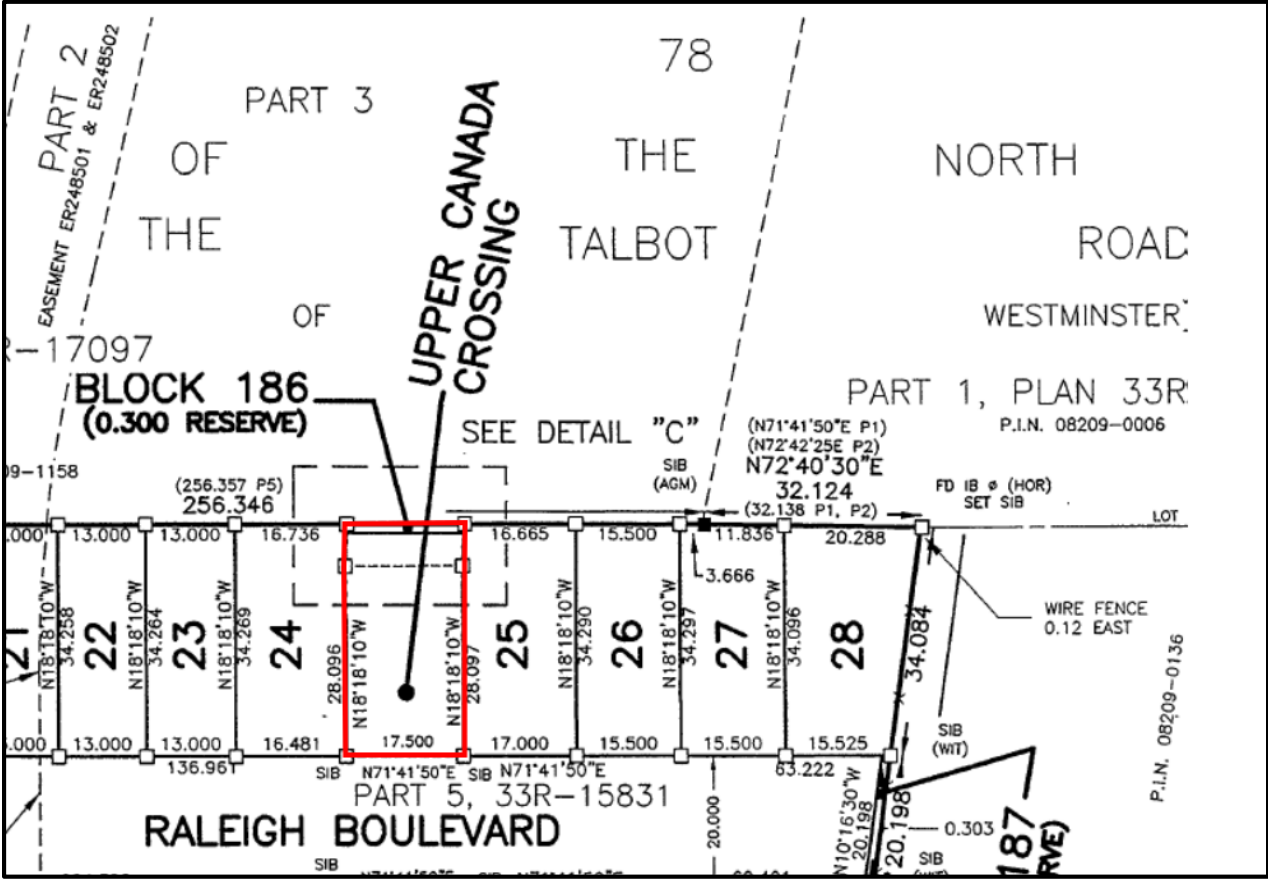 PART 2
EASEMENT ER248501 & ER248502
PART 3
78
OF
THE
NORTH
THE
TALBOT
ROAD
OF
WESTMINSTER
R-17097
UPPER CANADA
CROSSING
BLOCK 186
(0.300 RESERVE)
PART 1, PLAN 33R
P.I.N. 08209-0006
SEE DETAIL "C"
(N71°41'50"E P1)
(N72°42'25E P2)
N72°40'30"E
32.124
(32.138 P1, P2)
SIB
(AGM)
FD IB ø (HOR)
SET SIB
LOT
09-1158
(256.357 P5)
256.346
.000
13.000
13.000
16.736
16.665
15.500
11.836
20.288
3.666
WIRE FENCE
0.12 EAST
21
N18°18'10"W
34.258
22
N18°18'10"W
34.264
23
N18°18'10"W
34.269
24
28.096
N18°18'10"W
N18°18'10"W
28.097
25
N18°18'10"W
34.290
26
N18°18'10"W
34.297
27
N18°18'10"W
34.096
28
34.084
SIB
(WIT)
P.I.N. 08209-0136
.000
13.000
13.000
16.481
17.500
17.000
15.500
15.500
15.525
136.961
SIB
N71°41'50"E
SIB
N71°41'50"E
63.222
PART 5, 33R-15831
RALEIGH BOULEVARD
20.000
N10°16'30"W
20.198
20.198
0.303
187
RVE)
SIB
SIB